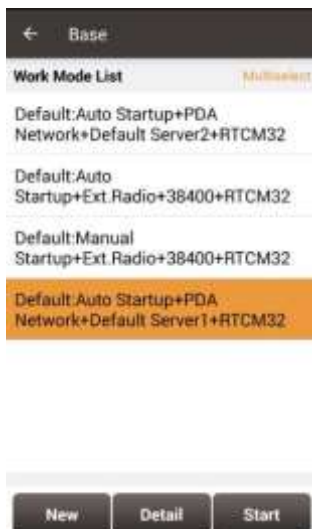 Base
Work Mode List Multiselect
Default:Auto Startup+PDA
Network+Default Server2+RTCM32
Default:Auto
Startup+Ext.Radio+38400+RTCM32
Default:Manual
Startup+Ext.Radio+38400+RTCM32
Default:Auto Startup+PDA
Network+Default Server1+RTCM32
New Detail Start